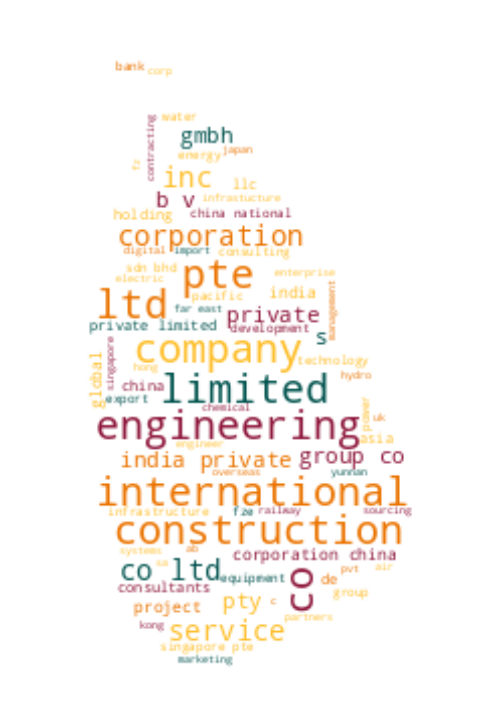 bank
corp
water
contracting
gmbh
japan
energy
fz
inc
llc
b v
infrastucture
holding
china national
corporation
digital
import
consulting
sdn bhd
pte
enterprise
electric
pacific
india
management
ltd
far east
private
private limited
development
s
company
singapore
global
technology
hong
hydro
china
limited
export
chemical
power
uk
engineering
asia
engineer
india private
group co
overseas
yunnan
international
infrastructure
fze
railway
sourcing
construction
systems
ab
corporation china
sa
co ltd
equipment
co
pvt
air
de
consultants
group
project
pty
c
partners
kong
service
singapore pte
marketing